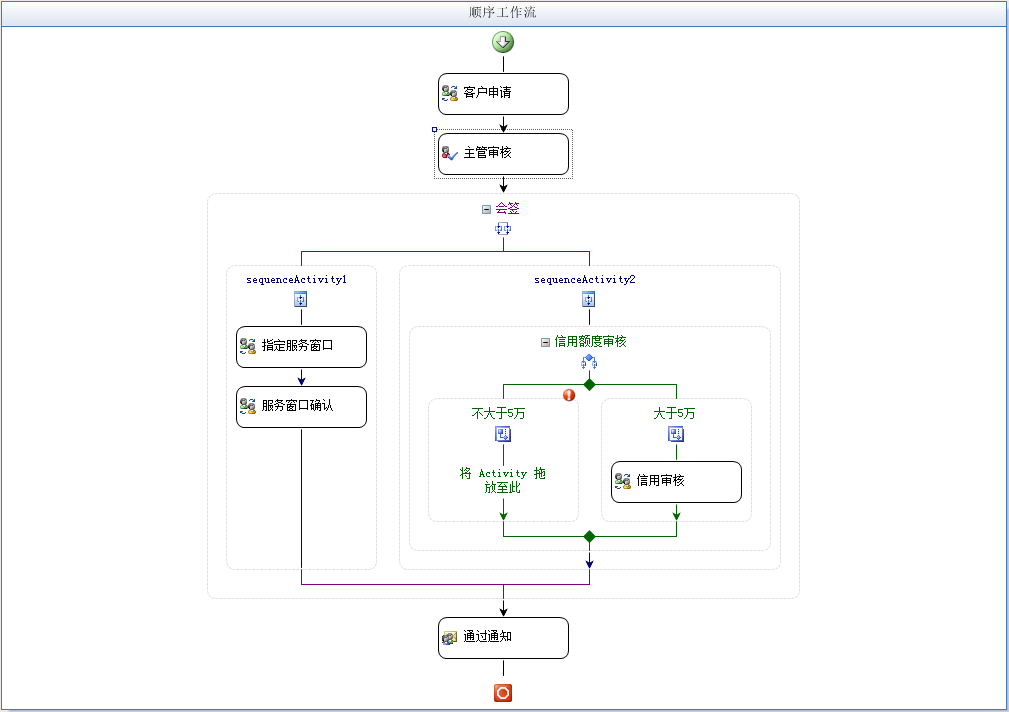 顺序工作流
客户申请
主管审核
会签
sequenceActivity1
指定服务窗口
服务窗口确认
sequenceActivity2
信用额度审核
不大于5万
将 Activity 拖
放至此
大于5万
信用审核
通过通知